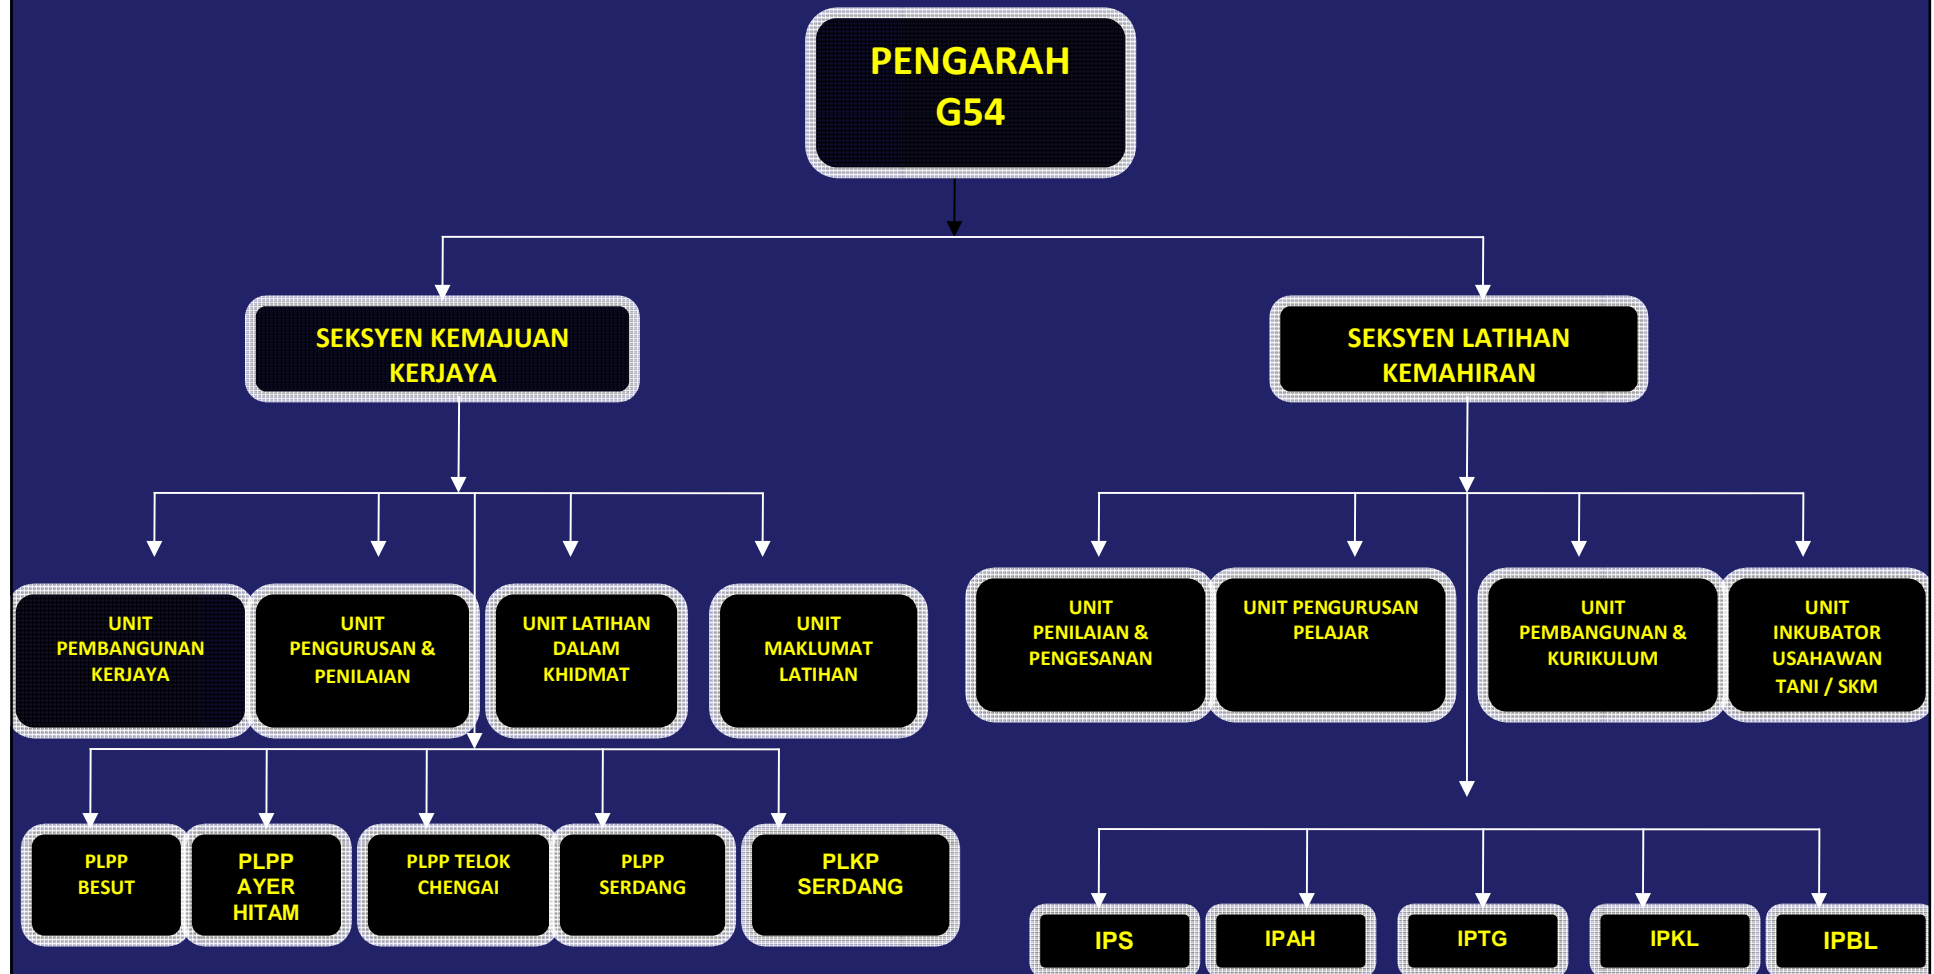 PENGARAH
G54
SEKSYEN KEMAJUAN
KERJAYA
SEKSYEN LATIHAN
KEMAHIRAN
UNIT
PEMBANGUNAN
KERJAYA
UNIT
PENGURUSAN &
PENILAIAN
UNIT LATIHAN
DALAM
KHIDMAT
UNIT
MAKLUMAT
LATIHAN
UNIT
PENILAIAN &
PENGESANAN
UNIT PENGURUSAN
PELAJAR
UNIT
PEMBANGUNAN &
KURIKULUM
UNIT
INKUBATOR
USAHAWAN
TANI / SKM
PLPP
BESUT
PLPP
AYER
HITAM
PLPP TELOK
CHENGAI
PLPP
SERDANG
PLKP
SERDANG
IPS
IPAH
IPTG
IPKL
IPBL